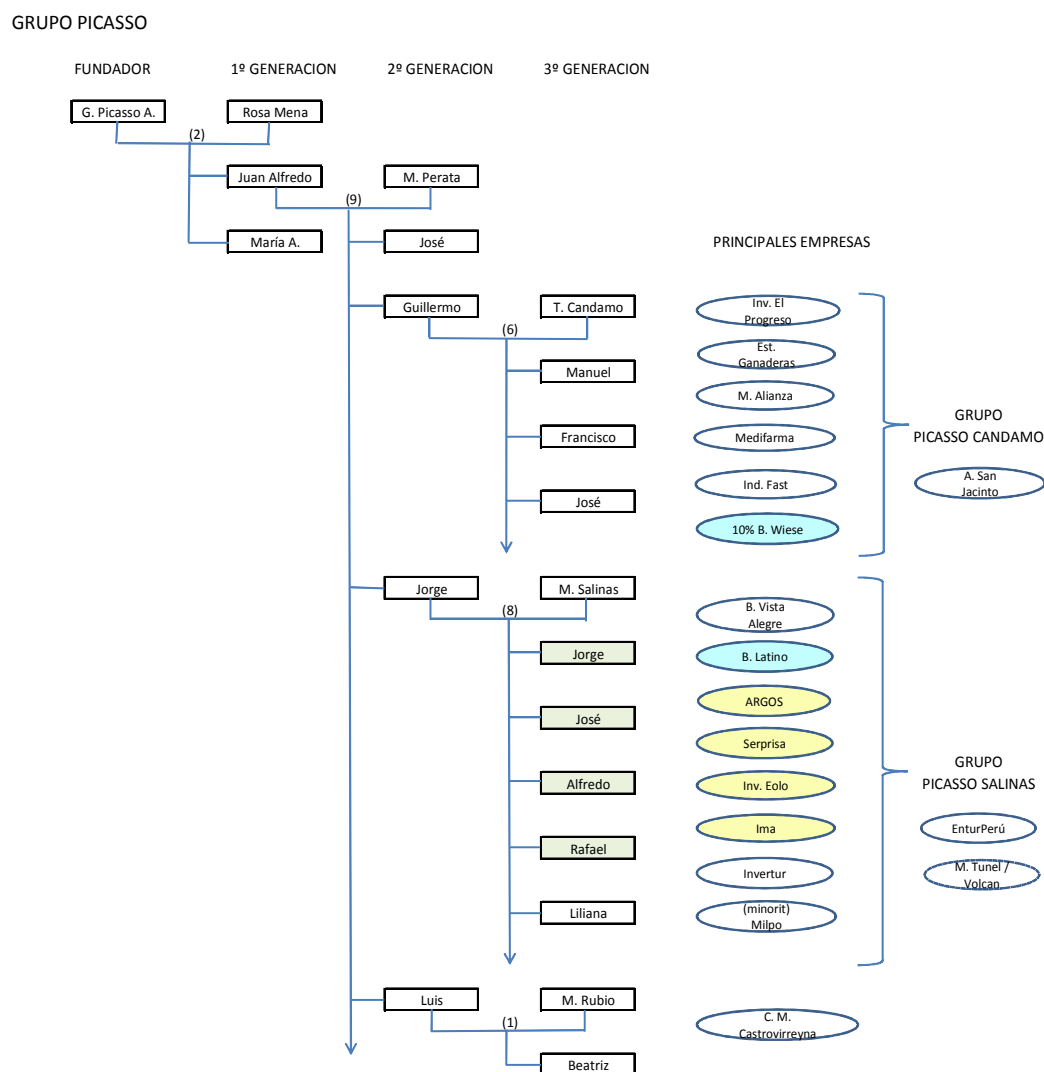 GRUPO PICASSO
FUNDADOR 1º GENERACION 2º GENERACION 3º GENERACION
G. Picasso A. Rosa Mena
(2)
Juan Alfredo M. Perata
(9)
María A. José PRINCIPALES EMPRESAS
Guillermo T. Candamo Inv. El
Progreso
(6)
Est.
Ganaderas
Manuel
M. Alianza
GRUPO
PICASSO CANDAMO
Francisco Medifarma
A. San
Jacinto
Ind. Fast
José
10% B. Wiese
Jorge M. Salinas
B. Vista
Alegre
(8)
Jorge B. Latino
ARGOS
José
Serprisa
GRUPO
PICASSO SALINAS
Alfredo Inv. Eolo
Ima EnturPerú
Rafael
M. Tunel /
Volcan
Invertur
Liliana (minorit)
Milpo
Luis M. Rubio
(1)
C. M.
Castrovirreyna
Beatriz